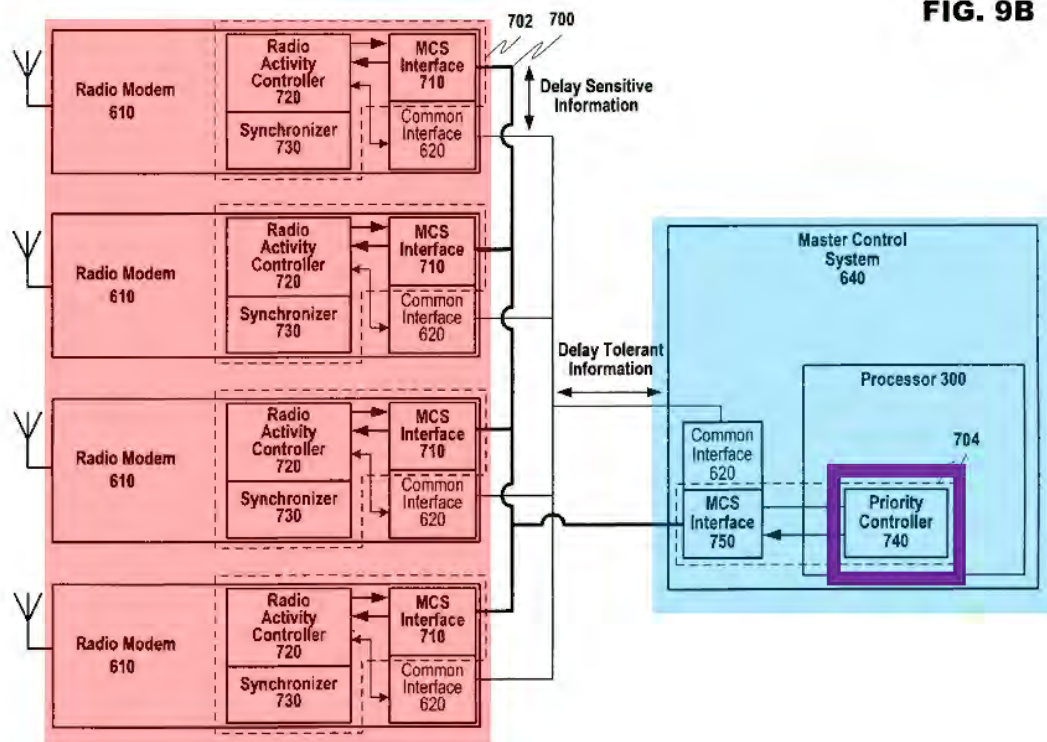 FIG. 9B
702
700
Radio Modem
610
Radio
Activity
Controller
720
Synchronizer
730
MCS
Interface
710
Common
Interface
620
Delay Sensitive
Information
Radio Modem
610
Radio
Activity
Controller
720
Synchronizer
730
MCS
Interface
710
Common
Interface
620
Delay Tolerant
Information
Master Control
System
640
Processor 300
Common
Interface
620
MCS
Interface
750
704
Priority
Controller
740
Radio Modem
610
Radio
Activity
Controller
720
Synchronizer
730
MCS
Interface
710
Common
Interface
620
Radio Modem
610
Radio
Activity
Controller
720
Synchronizer
730
MCS
Interface
710
Common
Interface
620